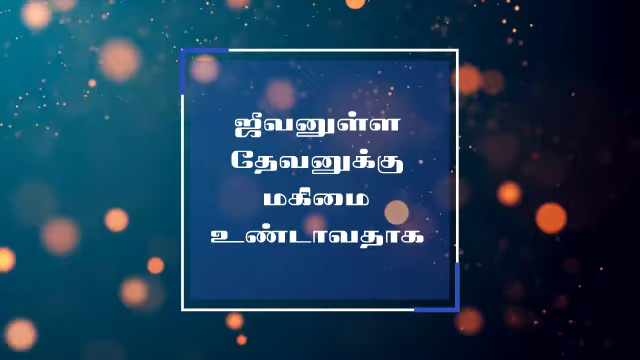 ஜீவனுள்ள
தேவனுக்கு
மகிமை
உண்டாவதாக